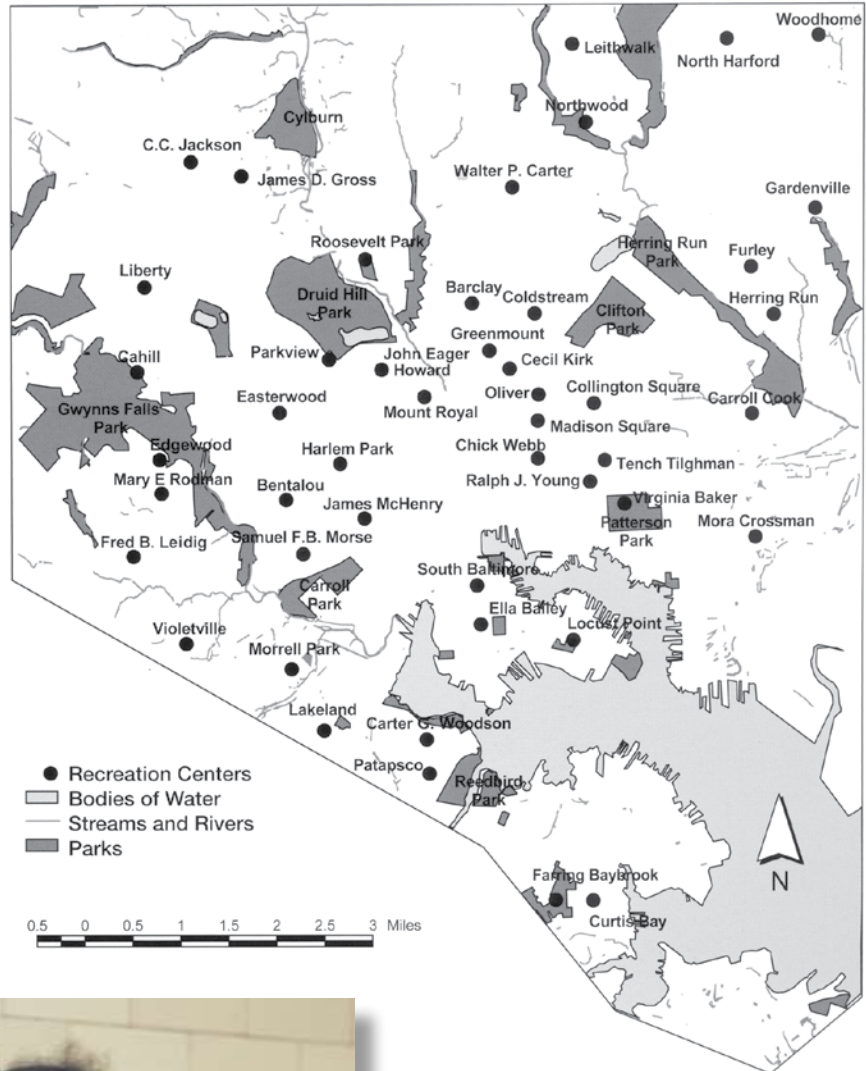 Woodhome
Leithwalk
North Harford
Northwood
Cylburn
C.C. Jackson
James D. Gross
Walter P. Carter
Gardenville
Roosevelt Park
Herring Run
Park
Furley
Liberty
Druid Hill
Park
Barclay
Coldstream
Clifton
Park
Herring Run
Greenmount
Parkview
John Eager
Howard
Cecil Kirk
Cahill
Easterwood
Mount Royal
Oliver
Collington Square
Carroll Cook
Gwynns Falls
Park
Madison Square
Edgewood
Harlem Park
Chick Webb
Tench Tilghman
Mary E Rodman
Bentalou
Ralph J. Young
Virginia Baker
James McHenry
Patterson
Park
Mora Crossman
Fred B. Leidig
Samuel F.B. Morse
South Baltimore
Carroll
Park
Ella Bailey
Locust Point
Violetville
Morrell Park
Lakeland
Carter G. Woodson
Patapsco
Reedbird
Park
Farring Baybrook
Curtis Bay
N
Recreation Centers
Bodies of Water
Streams and Rivers
Parks
0.5 0 0.5 1 1.5 2 2.5 3 Miles